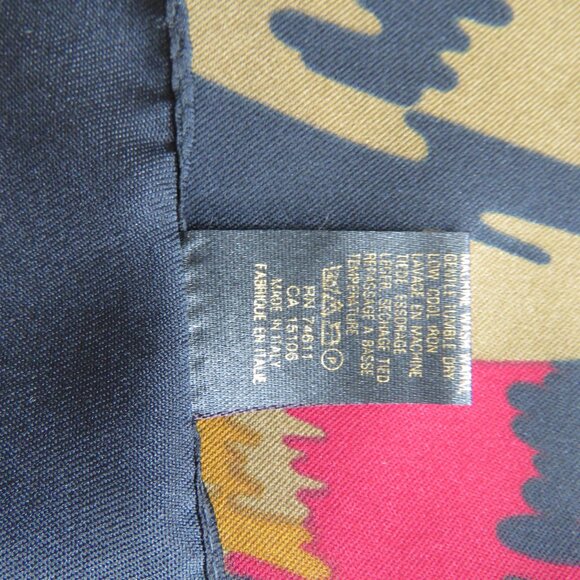 MACHINE WASH WARM
GENTLE TUMBLE DRY
LOW, COOL IRON
LAVAGE EN MACHINE
TIEDE ESSORAGE
LEGER, SECHAGE TIED
REPASSAGE A BASSE
TEMPERATURE
P
RN 74611
CA 15106
MADE IN ITALY
FABRIQUE EN ITALIE